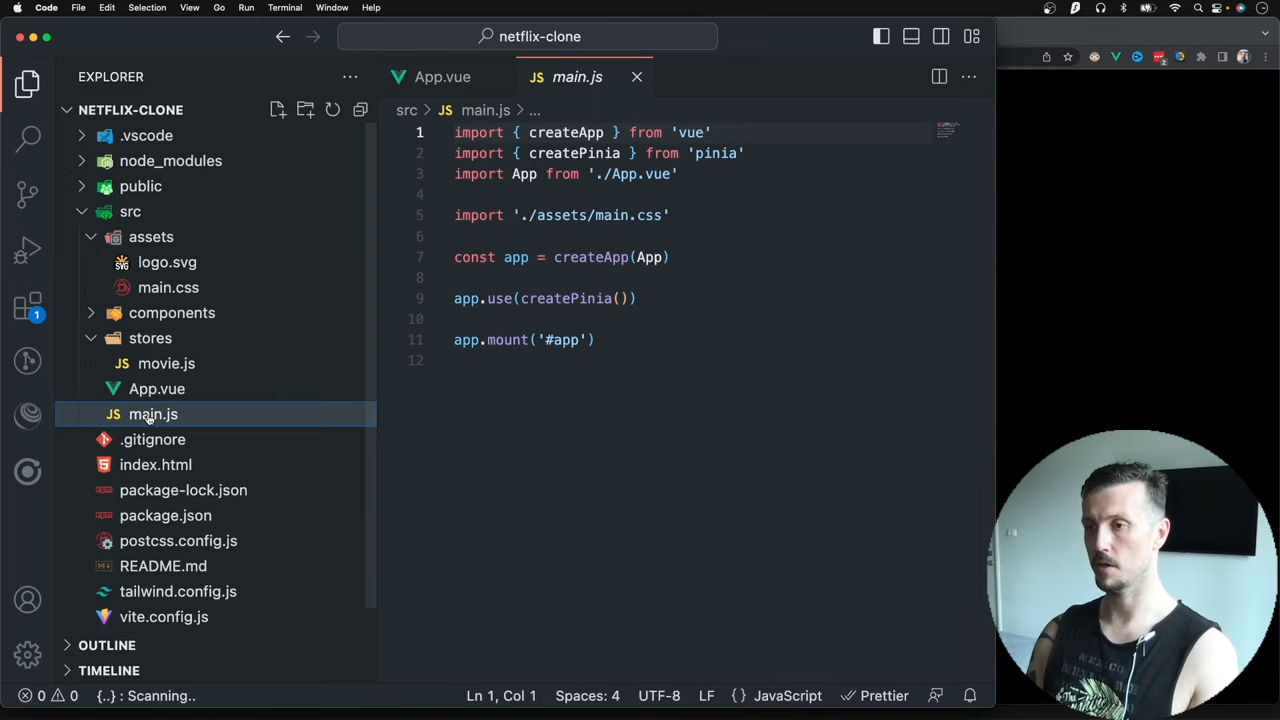 Code File Edit Selection View Go Run Terminal Window Help
netflix-clone
EXPLORER
App.vue
main.js
NETFLIX-CLONE
src
main.js
...
.vscode
node_modules
public
src
assets
logo.svg
main.css
components
stores
movie.js
App.vue
main.js
.gitignore
index.html
package-lock.json
package.json
postcss.config.js
README.md
tailwind.config.js
vite.config.js
OUTLINE
TIMELINE
1 import { createApp } from 'vue'
2 import { createPinia } from 'pinia'
3 import App from './App.vue'
4
5 import './assets/main.css'
6
7 const app = createApp(App)
8
9 app.use(createPinia())
10
11 app.mount('#app')
12
1
0 0 {..} : Scanning..
Ln 1, Col 1 Spaces: 4 UTF-8 LF {} JavaScript Prettier